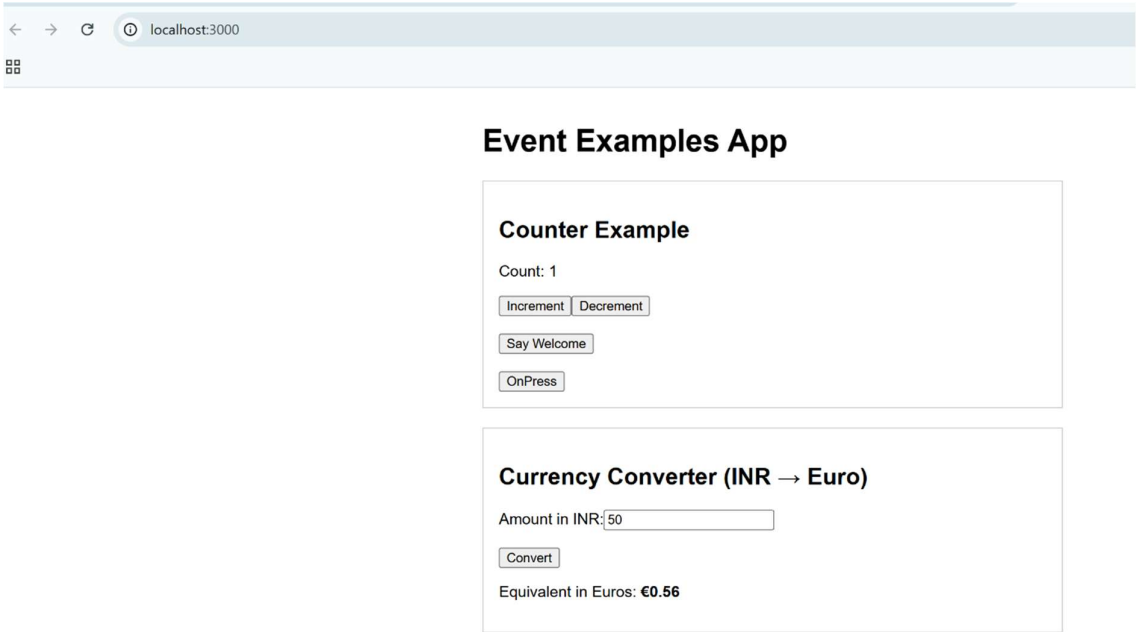 localhost:3000
Event Examples App
Counter Example
Count: 1
Increment Decrement
Say Welcome
OnPress
Currency Converter (INR → Euro)
Amount in INR: 50
Convert
Equivalent in Euros: €0.56